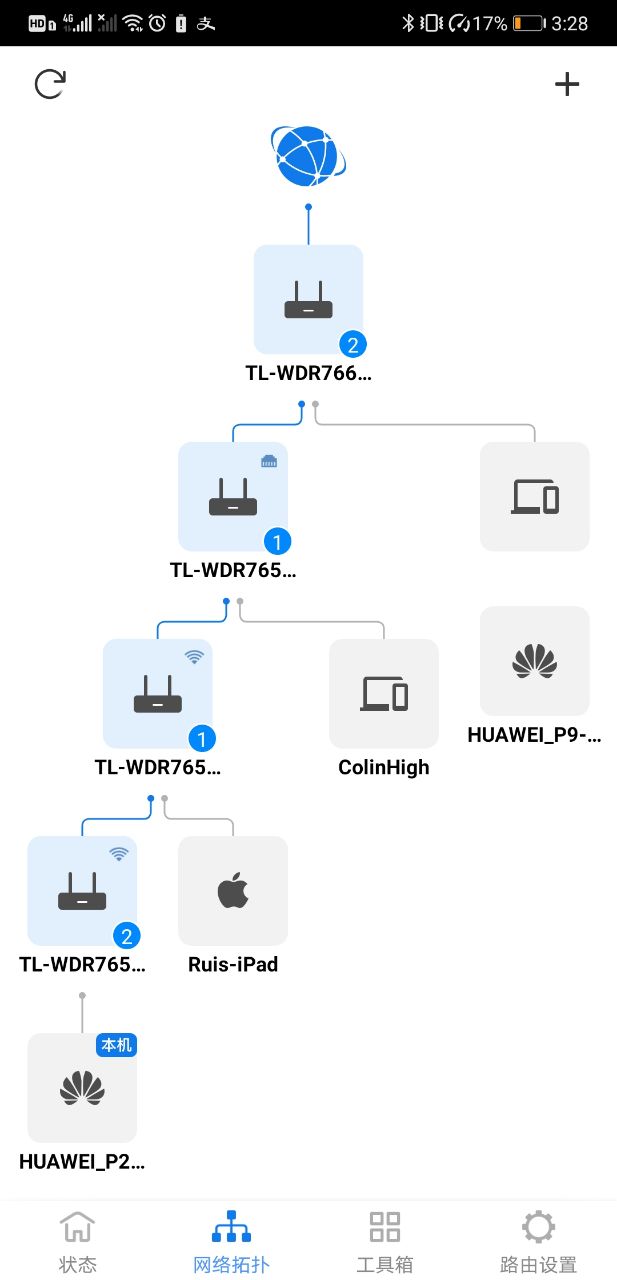 HD 1 4G 17% 3:28
2
TL-WDR766...
1
TL-WDR765...
1
TL-WDR765...
ColinHigh
HUAWEI_P9-...
2
TL-WDR765...
Ruis-iPad
本机
HUAWEI_P2...
状态 网络拓扑 工具箱 路由设置